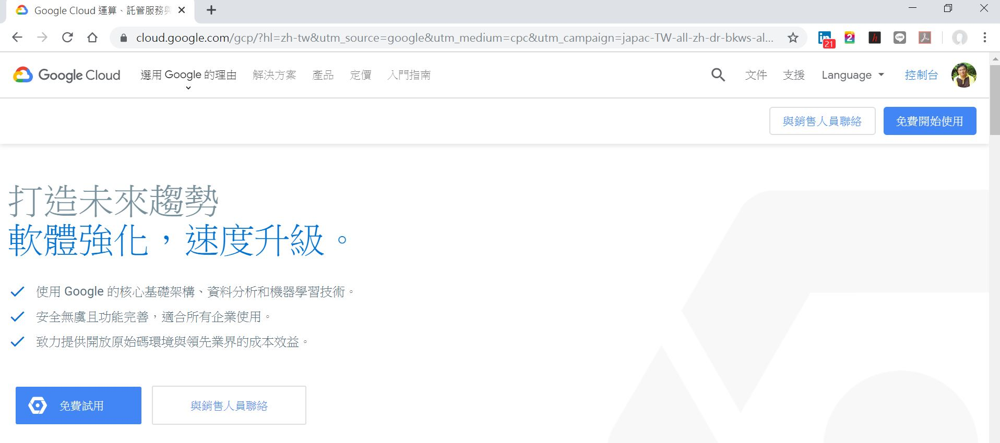 Google Cloud 運算、託管服務與
cloud.google.com/gcp/?hl=zh-tw&utm_source=google&utm_medium=cpc&utm_campaign=japac-TW-all-zh-dr-bkws-al...
21
2
h
LINE
Google Cloud 選用 Google 的理由 解決方案 產品 定價 入門指南 文件 支援 Language 控制台
與銷售人員聯絡 免費開始使用
打造未來趨勢
軟體強化，速度升級。
使用 Google 的核心基礎架構、資料分析和機器學習技術。
安全無虞且功能完善，適合所有企業使用。
致力提供開放原始碼環境與領先業界的成本效益。
免費試用 與銷售人員聯絡